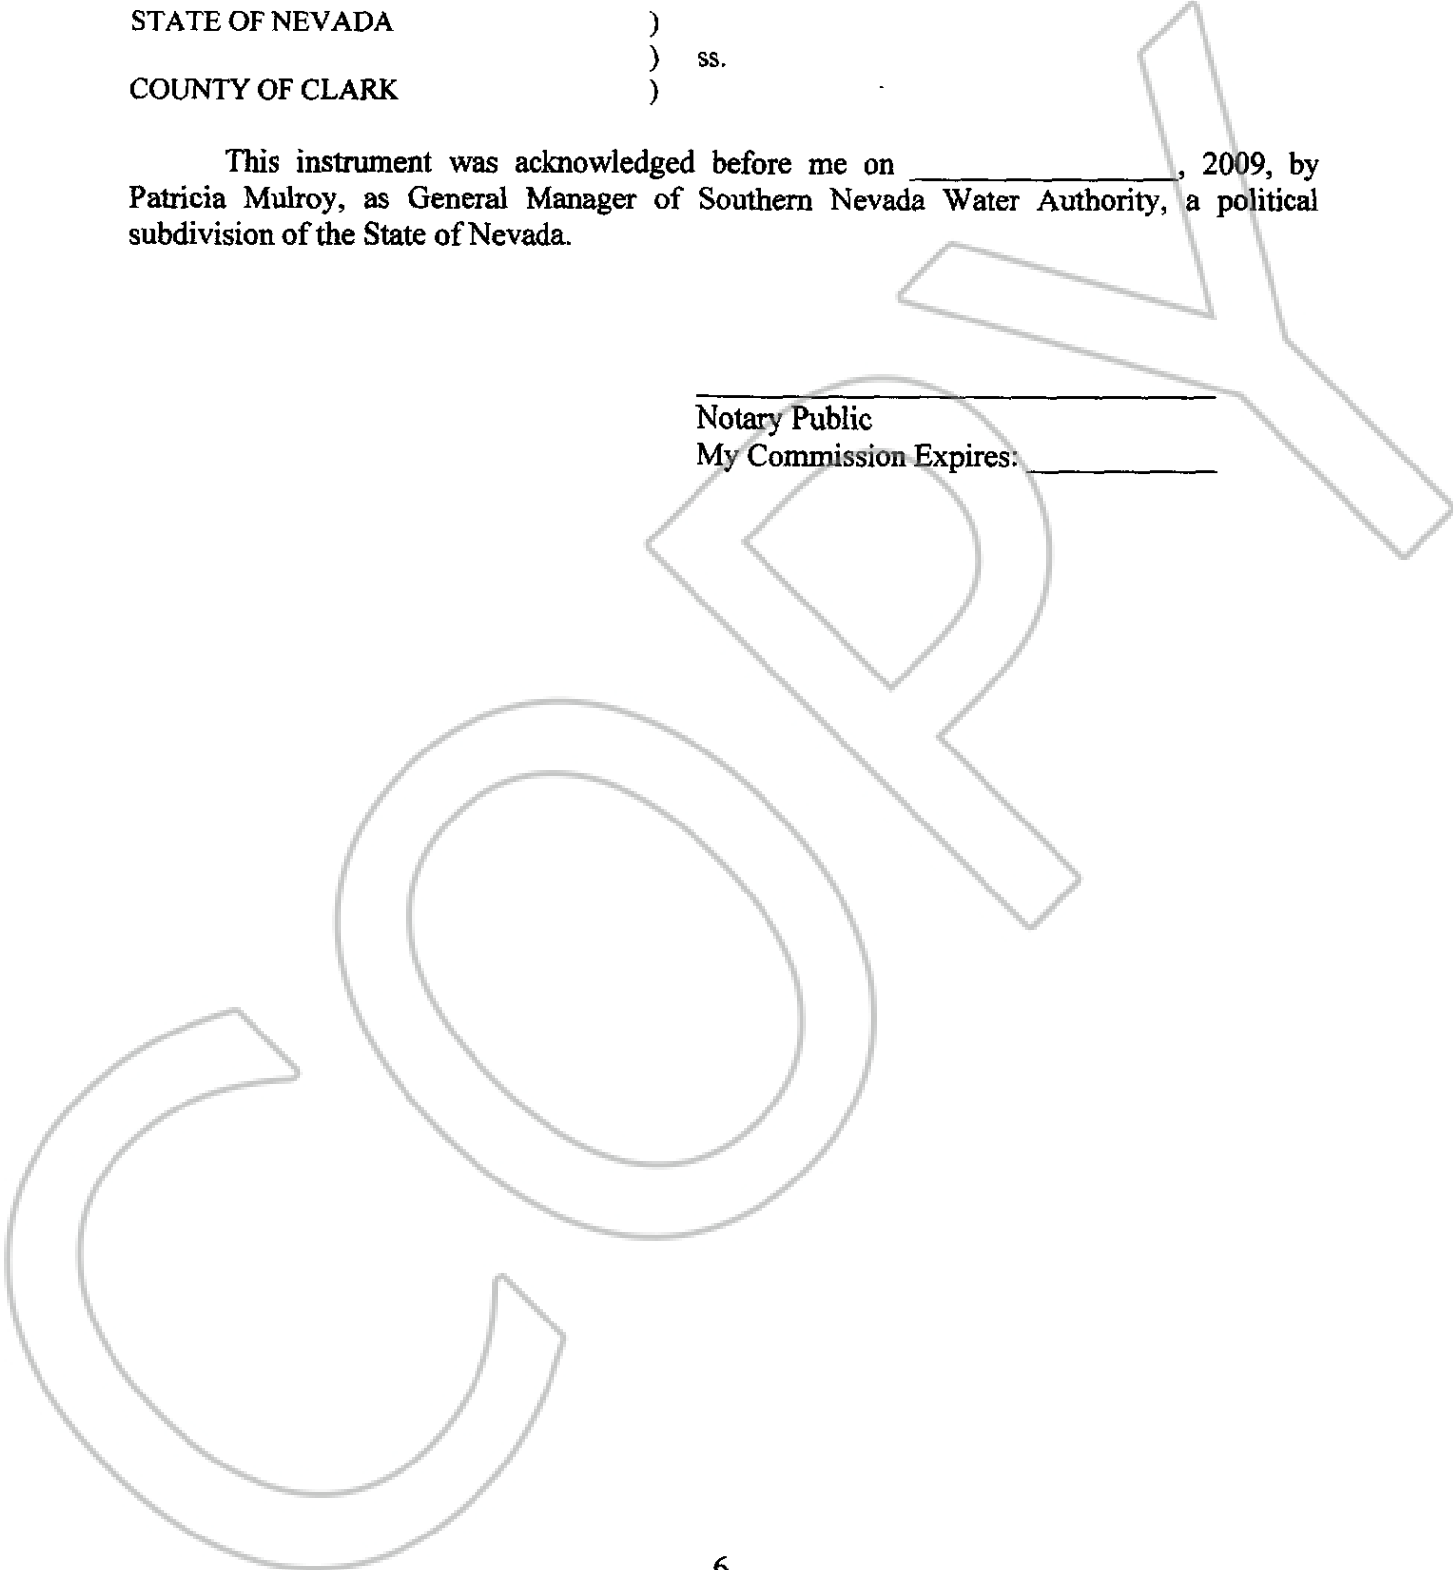 STATE OF NEVADA )
) ss.
COUNTY OF CLARK )
This instrument was acknowledged before me on _________________, 2009, by
Patricia Mulroy, as General Manager of Southern Nevada Water Authority, a political
subdivision of the State of Nevada.
Notary Public
My Commission Expires: ____________
COPY
6